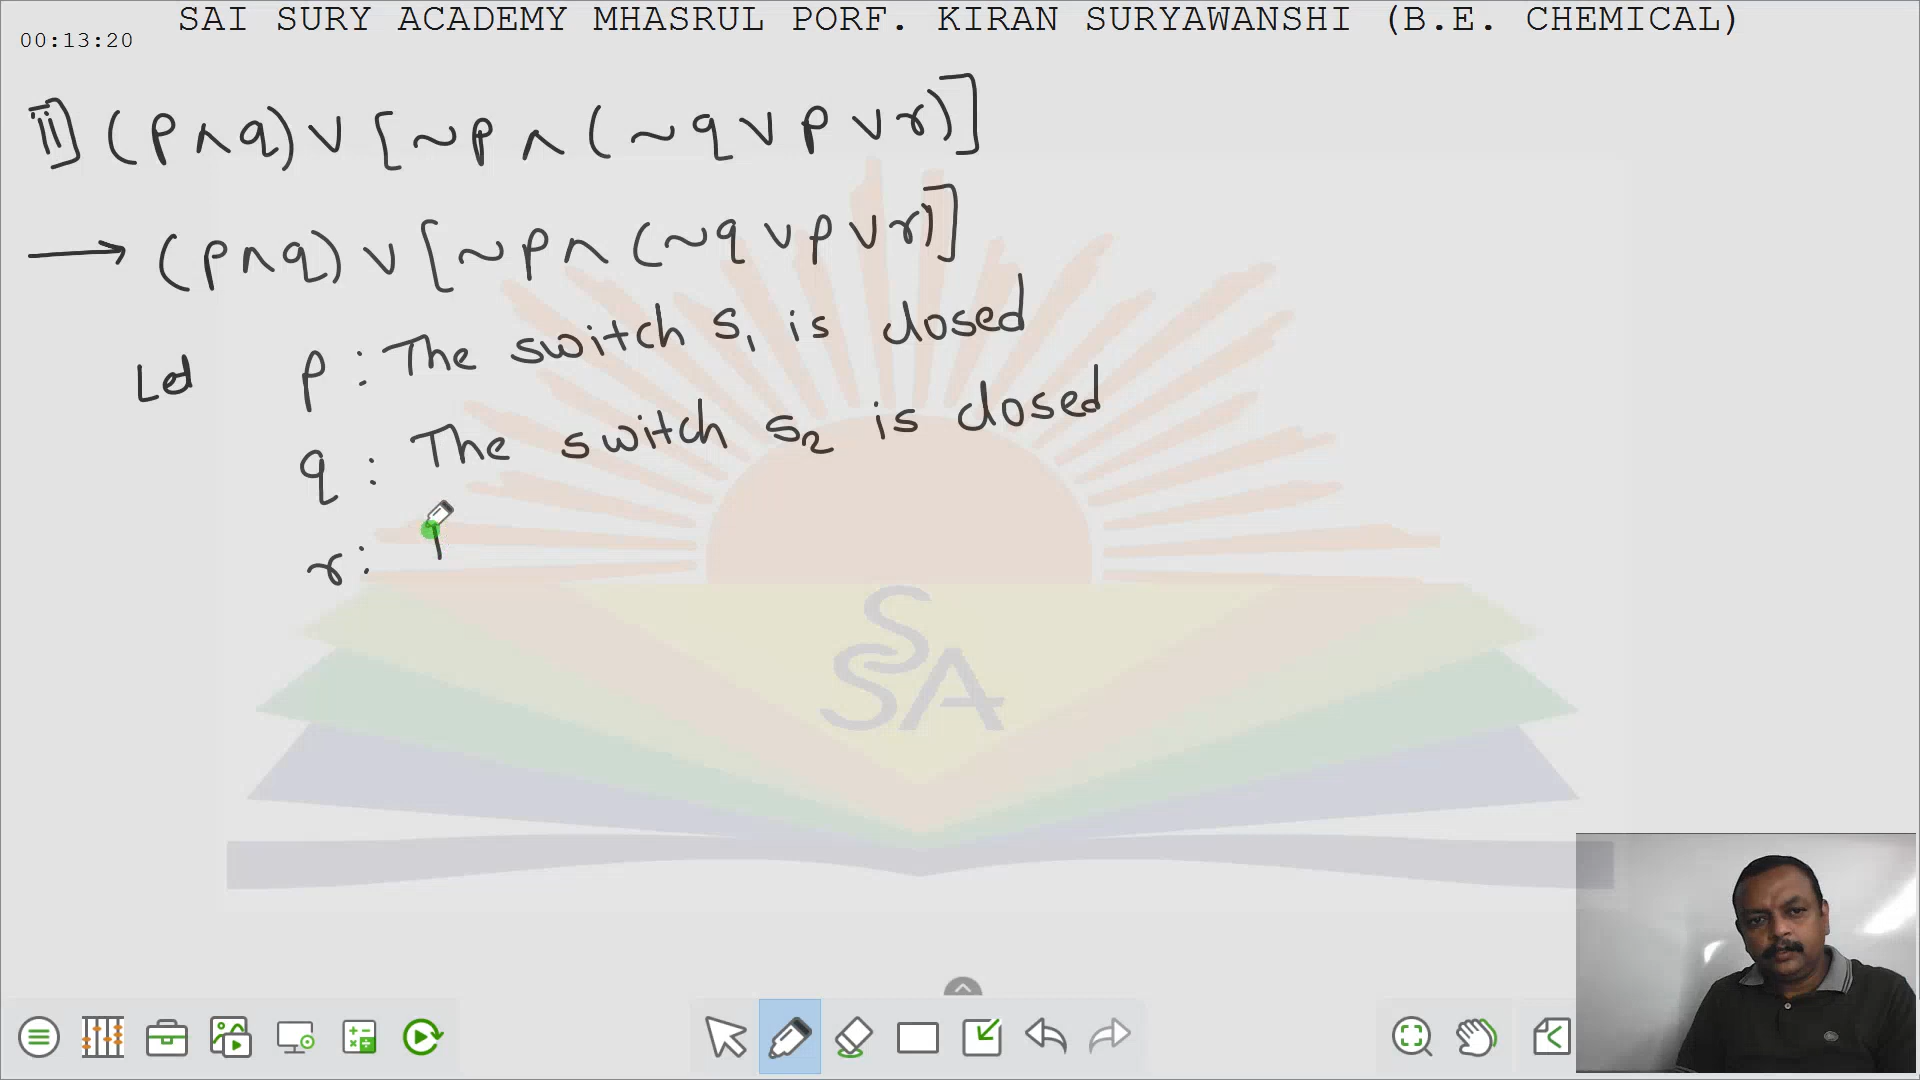 SAI SURY ACADEMY MHASRUL PORF. KIRAN SURYAWANSHI (B.E. CHEMICAL)
00:13:20
ii] (p ∧ q) ∨ [~p ∧ (~q ∨ p ∨ r)]
→ (p ∧ q) ∨ [~p ∧ (~q ∨ p ∨ r)]
Let p : The switch S1 is closed
q : The switch S2 is closed
r :
SSA